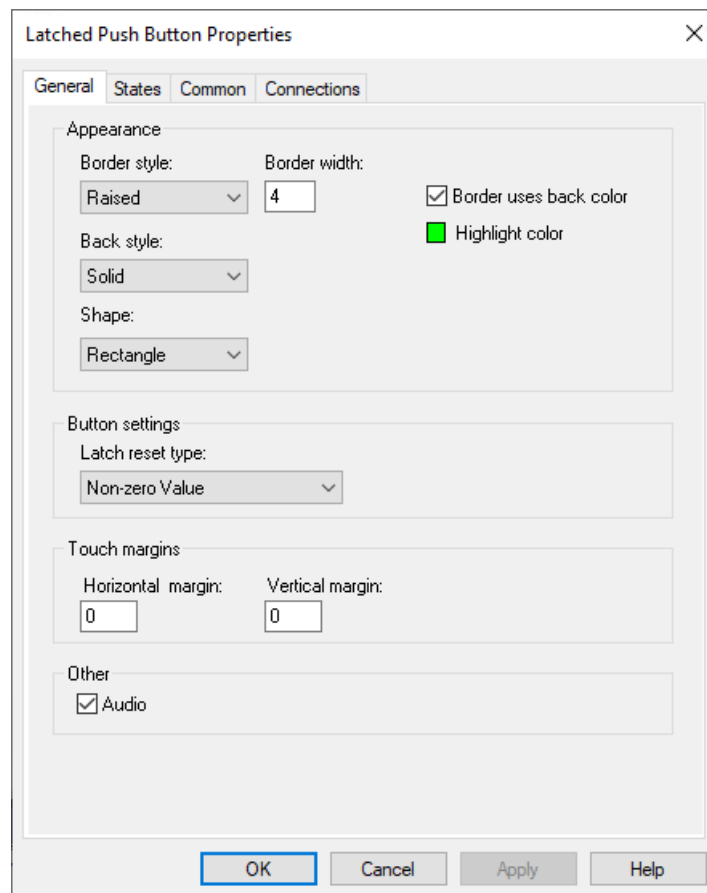 Latched Push Button Properties
General States Common Connections
Appearance
Border style: Border width:
Raised 4 Border uses back color
Highlight color
Back style:
Solid
Shape:
Rectangle
Button settings
Latch reset type:
Non-zero Value
Touch margins
Horizontal margin: Vertical margin:
0 0
Other
Audio
OK Cancel Apply Help